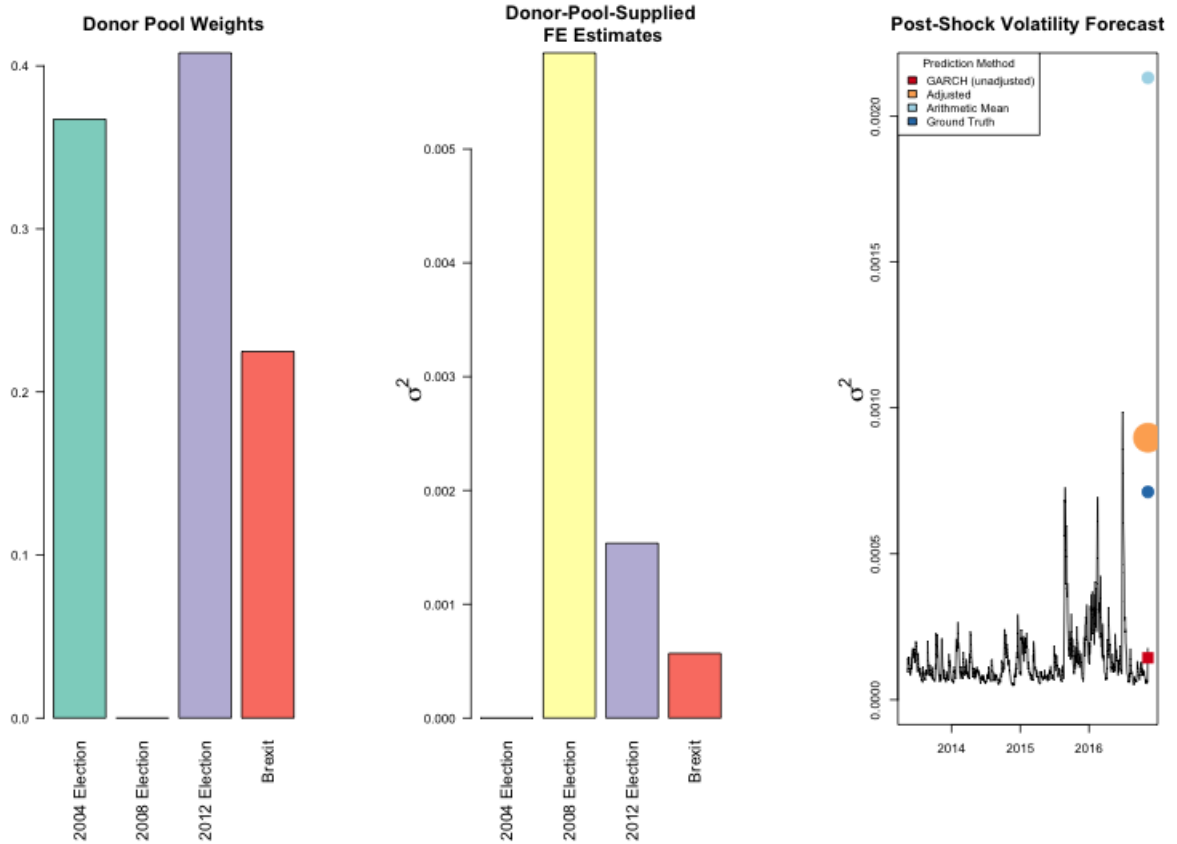 Donor Pool Weights
0.4
0.3
0.2
0.1
0.0
2004 Election
2008 Election
2012 Election
Brexit
Donor-Pool-Supplied
FE Estimates
σ²
0.005
0.004
0.003
0.002
0.001
0.000
2004 Election
2008 Election
2012 Election
Brexit
Post-Shock Volatility Forecast
Prediction Method
GARCH (unadjusted)
Adjusted
Arithmetic Mean
Ground Truth
σ²
0.0020
0.0015
0.0010
0.0005
0.0000
2014
2015
2016